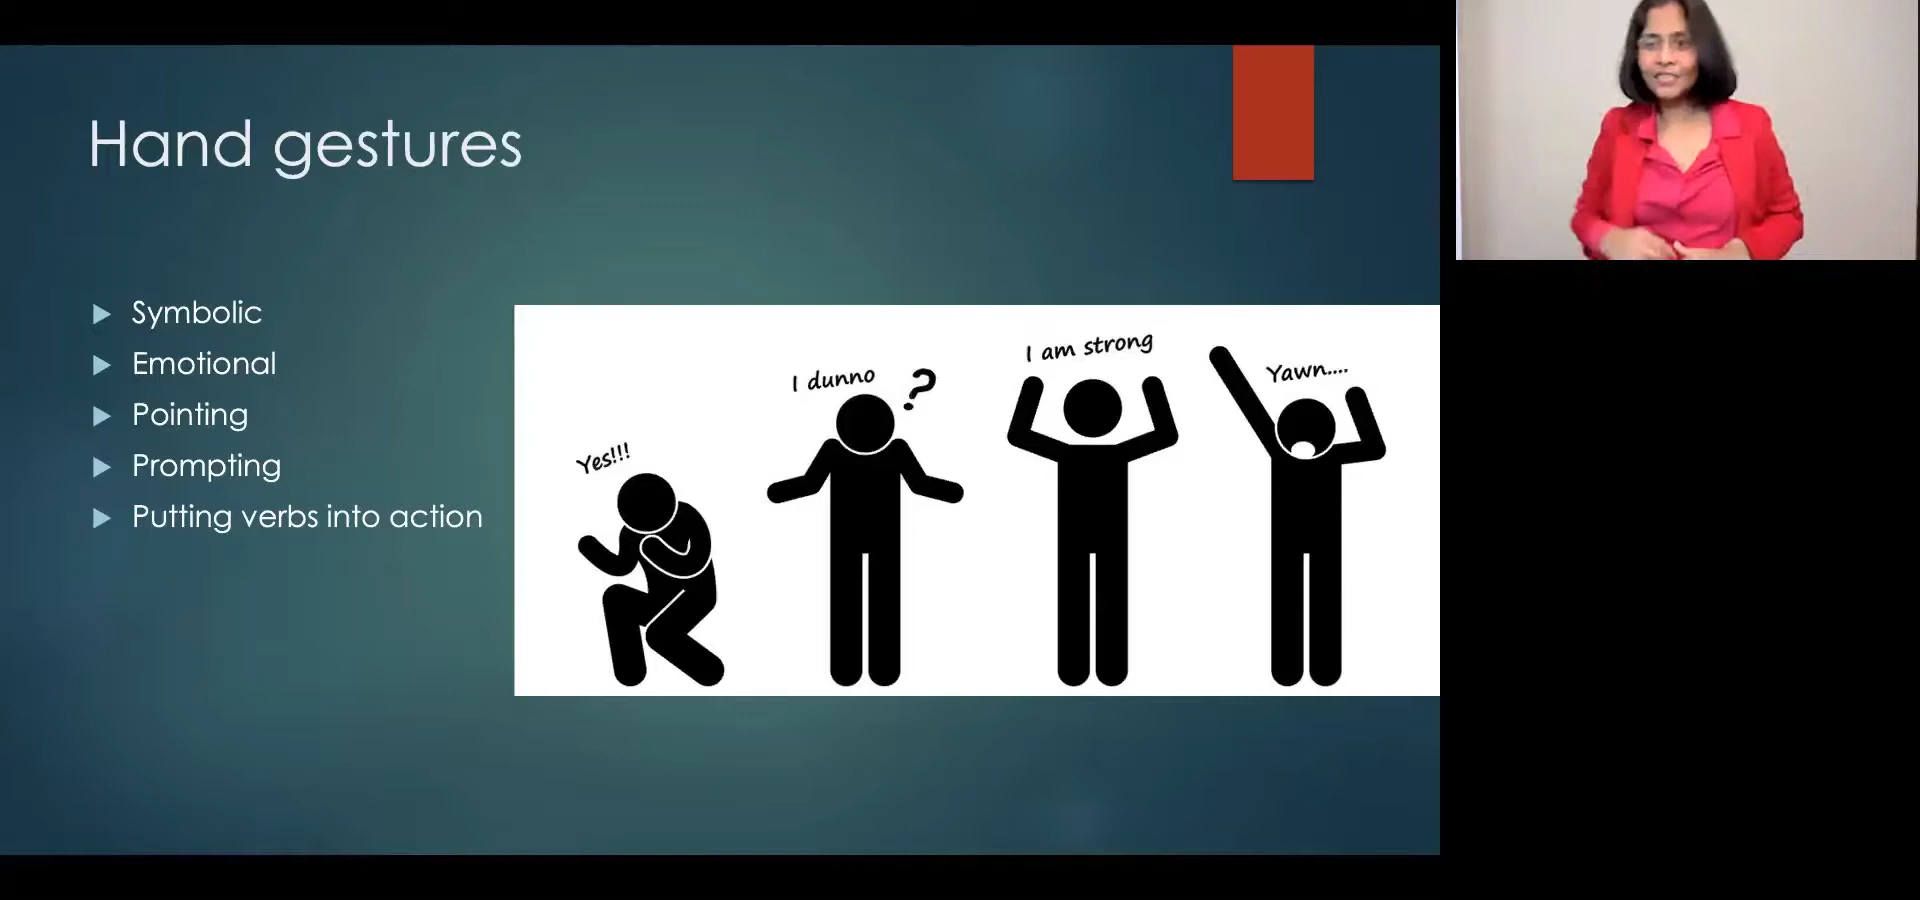 Hand gestures
Symbolic
Emotional
Pointing
Prompting
Putting verbs into action
Yes!!!
I dunno ?
I am strong
Yawn....